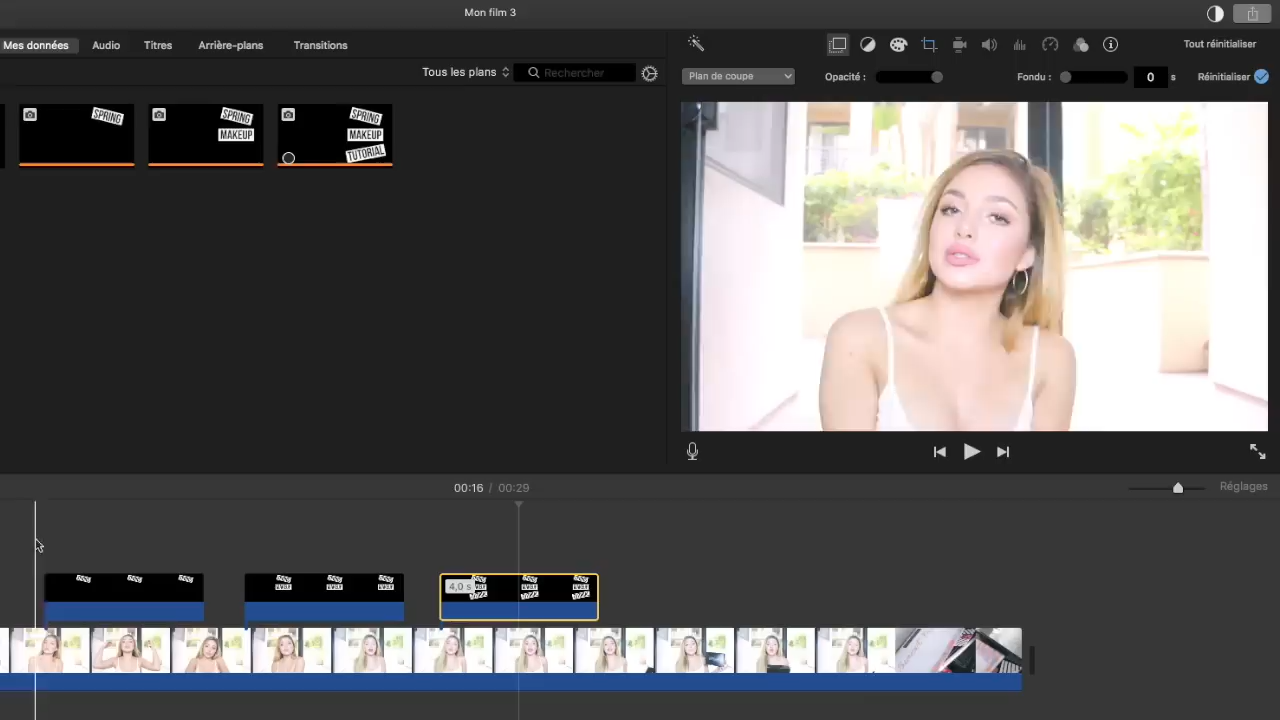 Mon film 3
Mes données Audio Titres Arrière-plans Transitions
Tout réinitialiser
Tous les plans Rechercher
Plan de coupe Opacité : Fondu : 0 s Réinitialiser
SPRING
SPRING
MAKEUP
SPRING
MAKEUP
TUTORIAL
00:16 / 00:29
Réglages
4,0 s